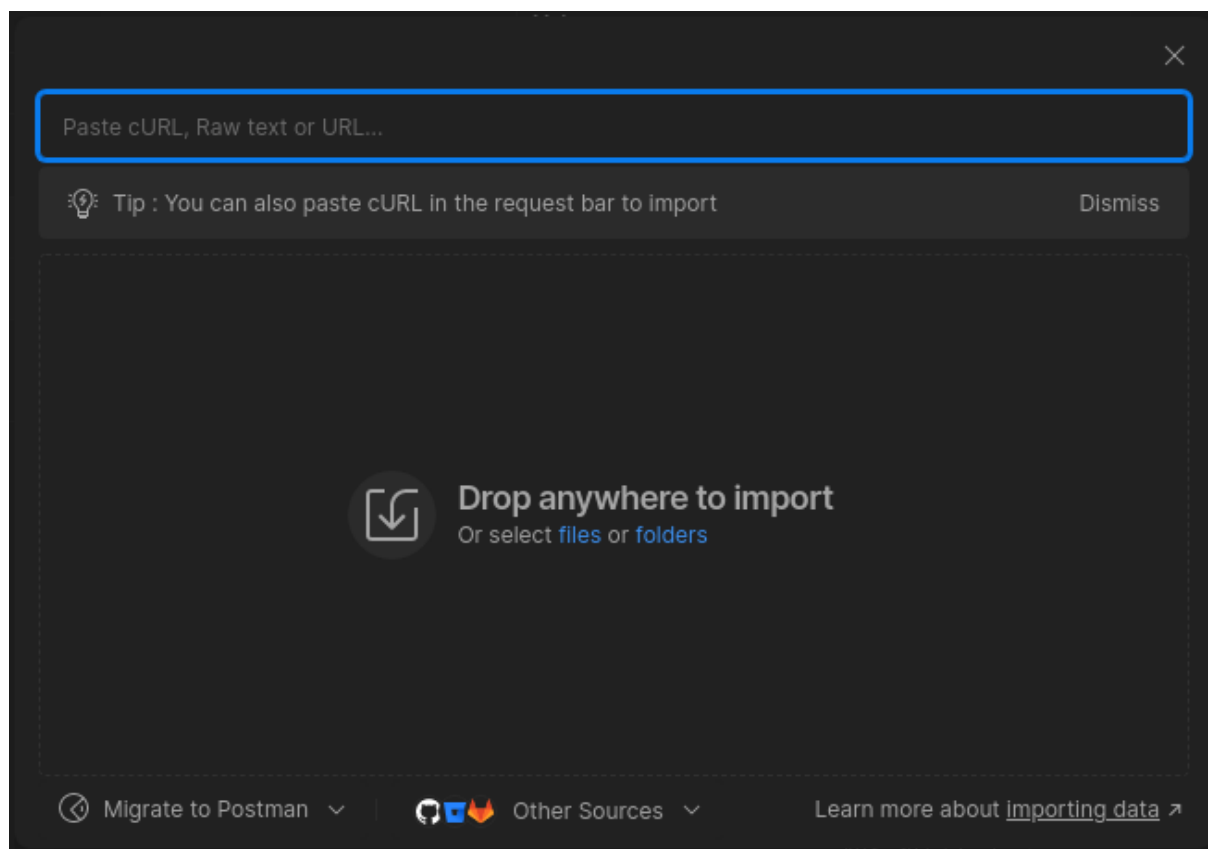 Paste cURL, Raw text or URL...
Tip : You can also paste cURL in the request bar to import Dismiss
Drop anywhere to import
Or select files or folders
Migrate to Postman Other Sources Learn more about importing data ↗